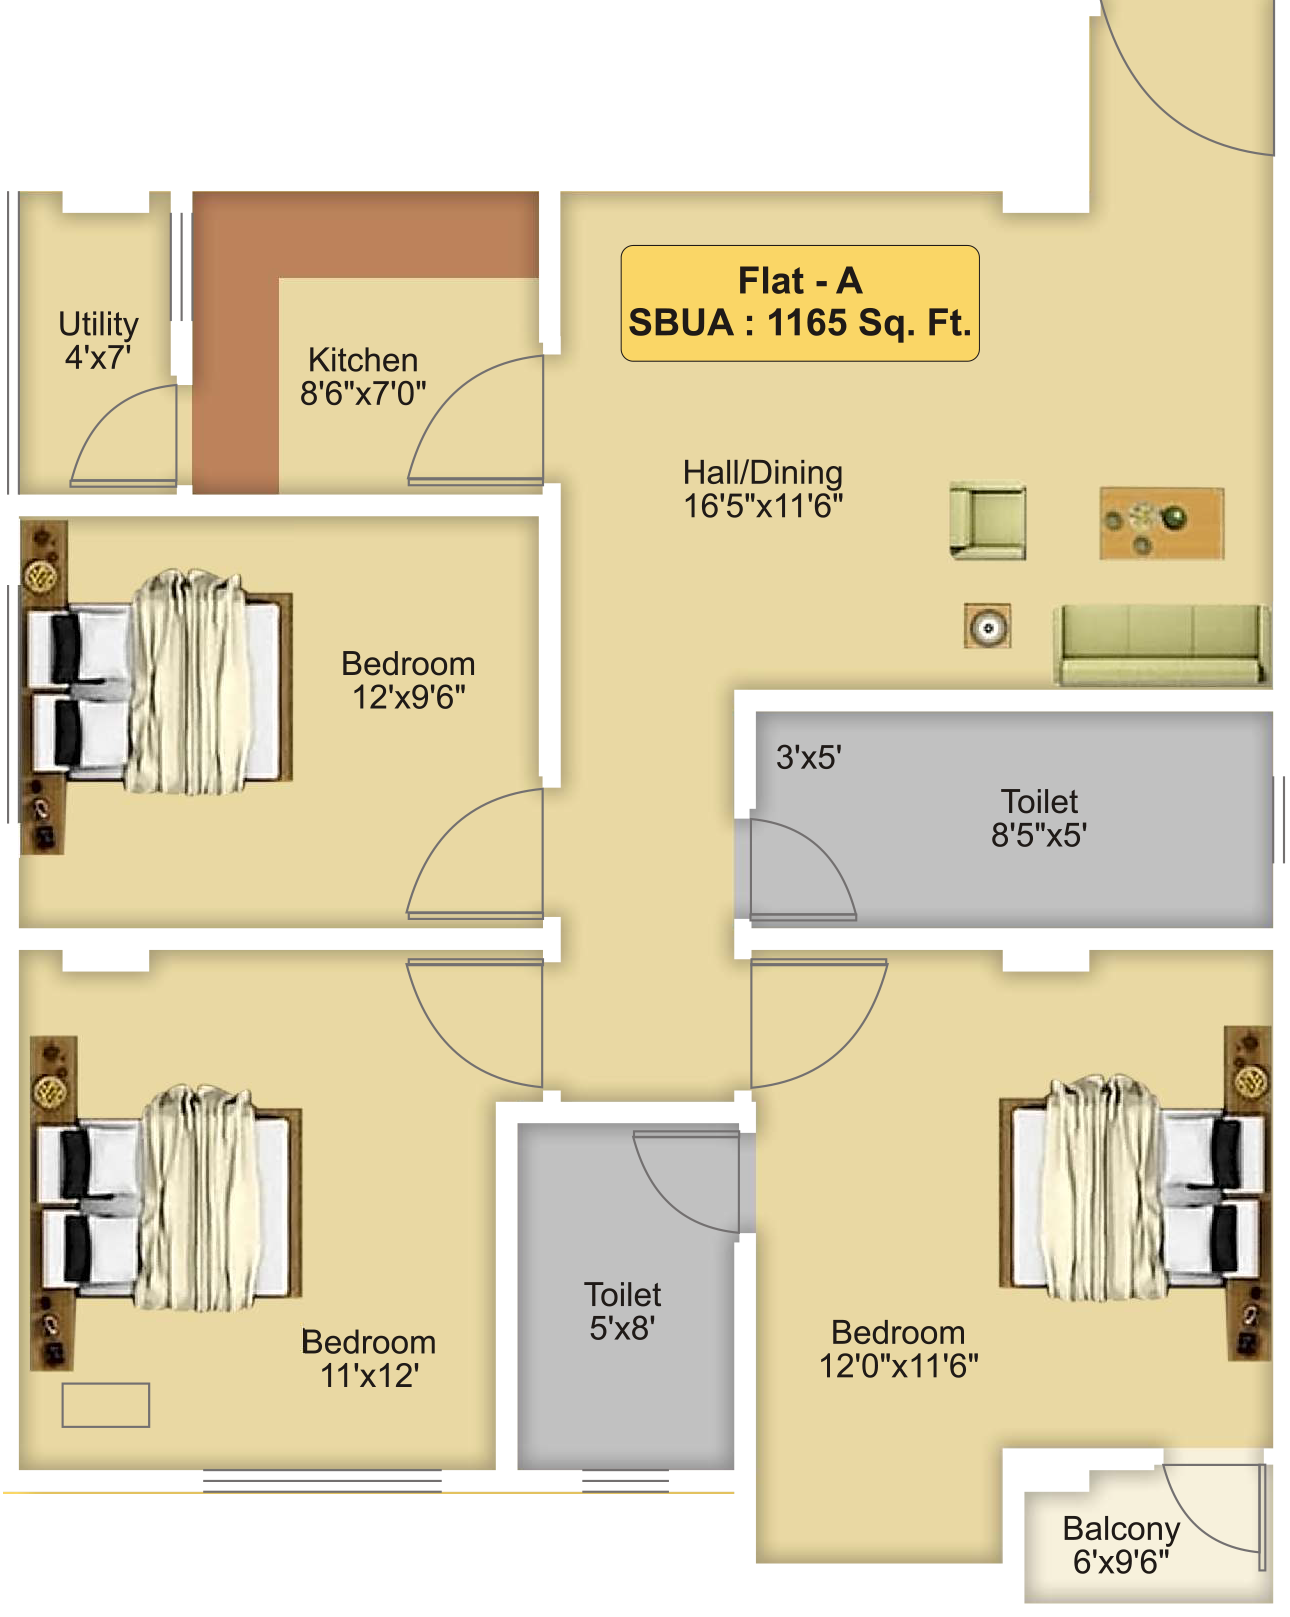 Flat - A
SBUA : 1165 Sq. Ft.
Utility
4'x7'
Kitchen
8'6"x7'0"
Hall/Dining
16'5"x11'6"
Bedroom
12'x9'6"
3'x5'
Toilet
8'5"x5'
Toilet
5'x8'
Bedroom
11'x12'
Bedroom
12'0"x11'6"
Balcony
6'x9'6"